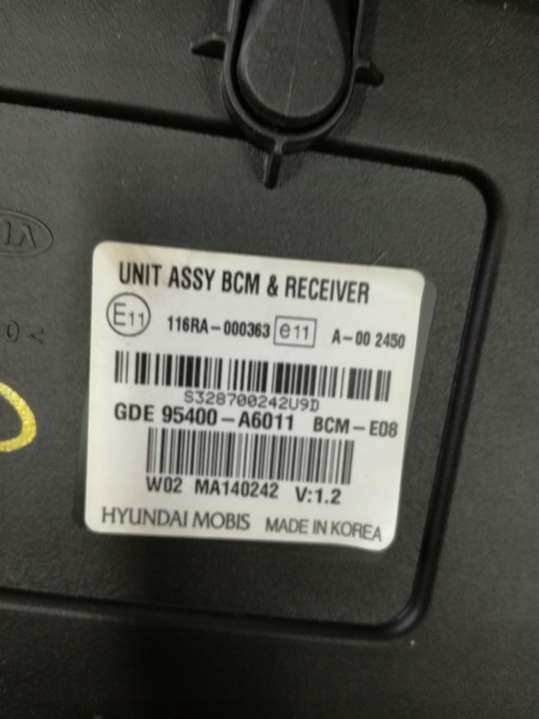 UNIT ASSY BCM & RECEIVER
E11 116RA-000363 e11 A-00 2450
S328700242U9D
GDE 95400-A6011 BCM-E08
W02 MA140242 V:1.2
HYUNDAI MOBIS MADE IN KOREA